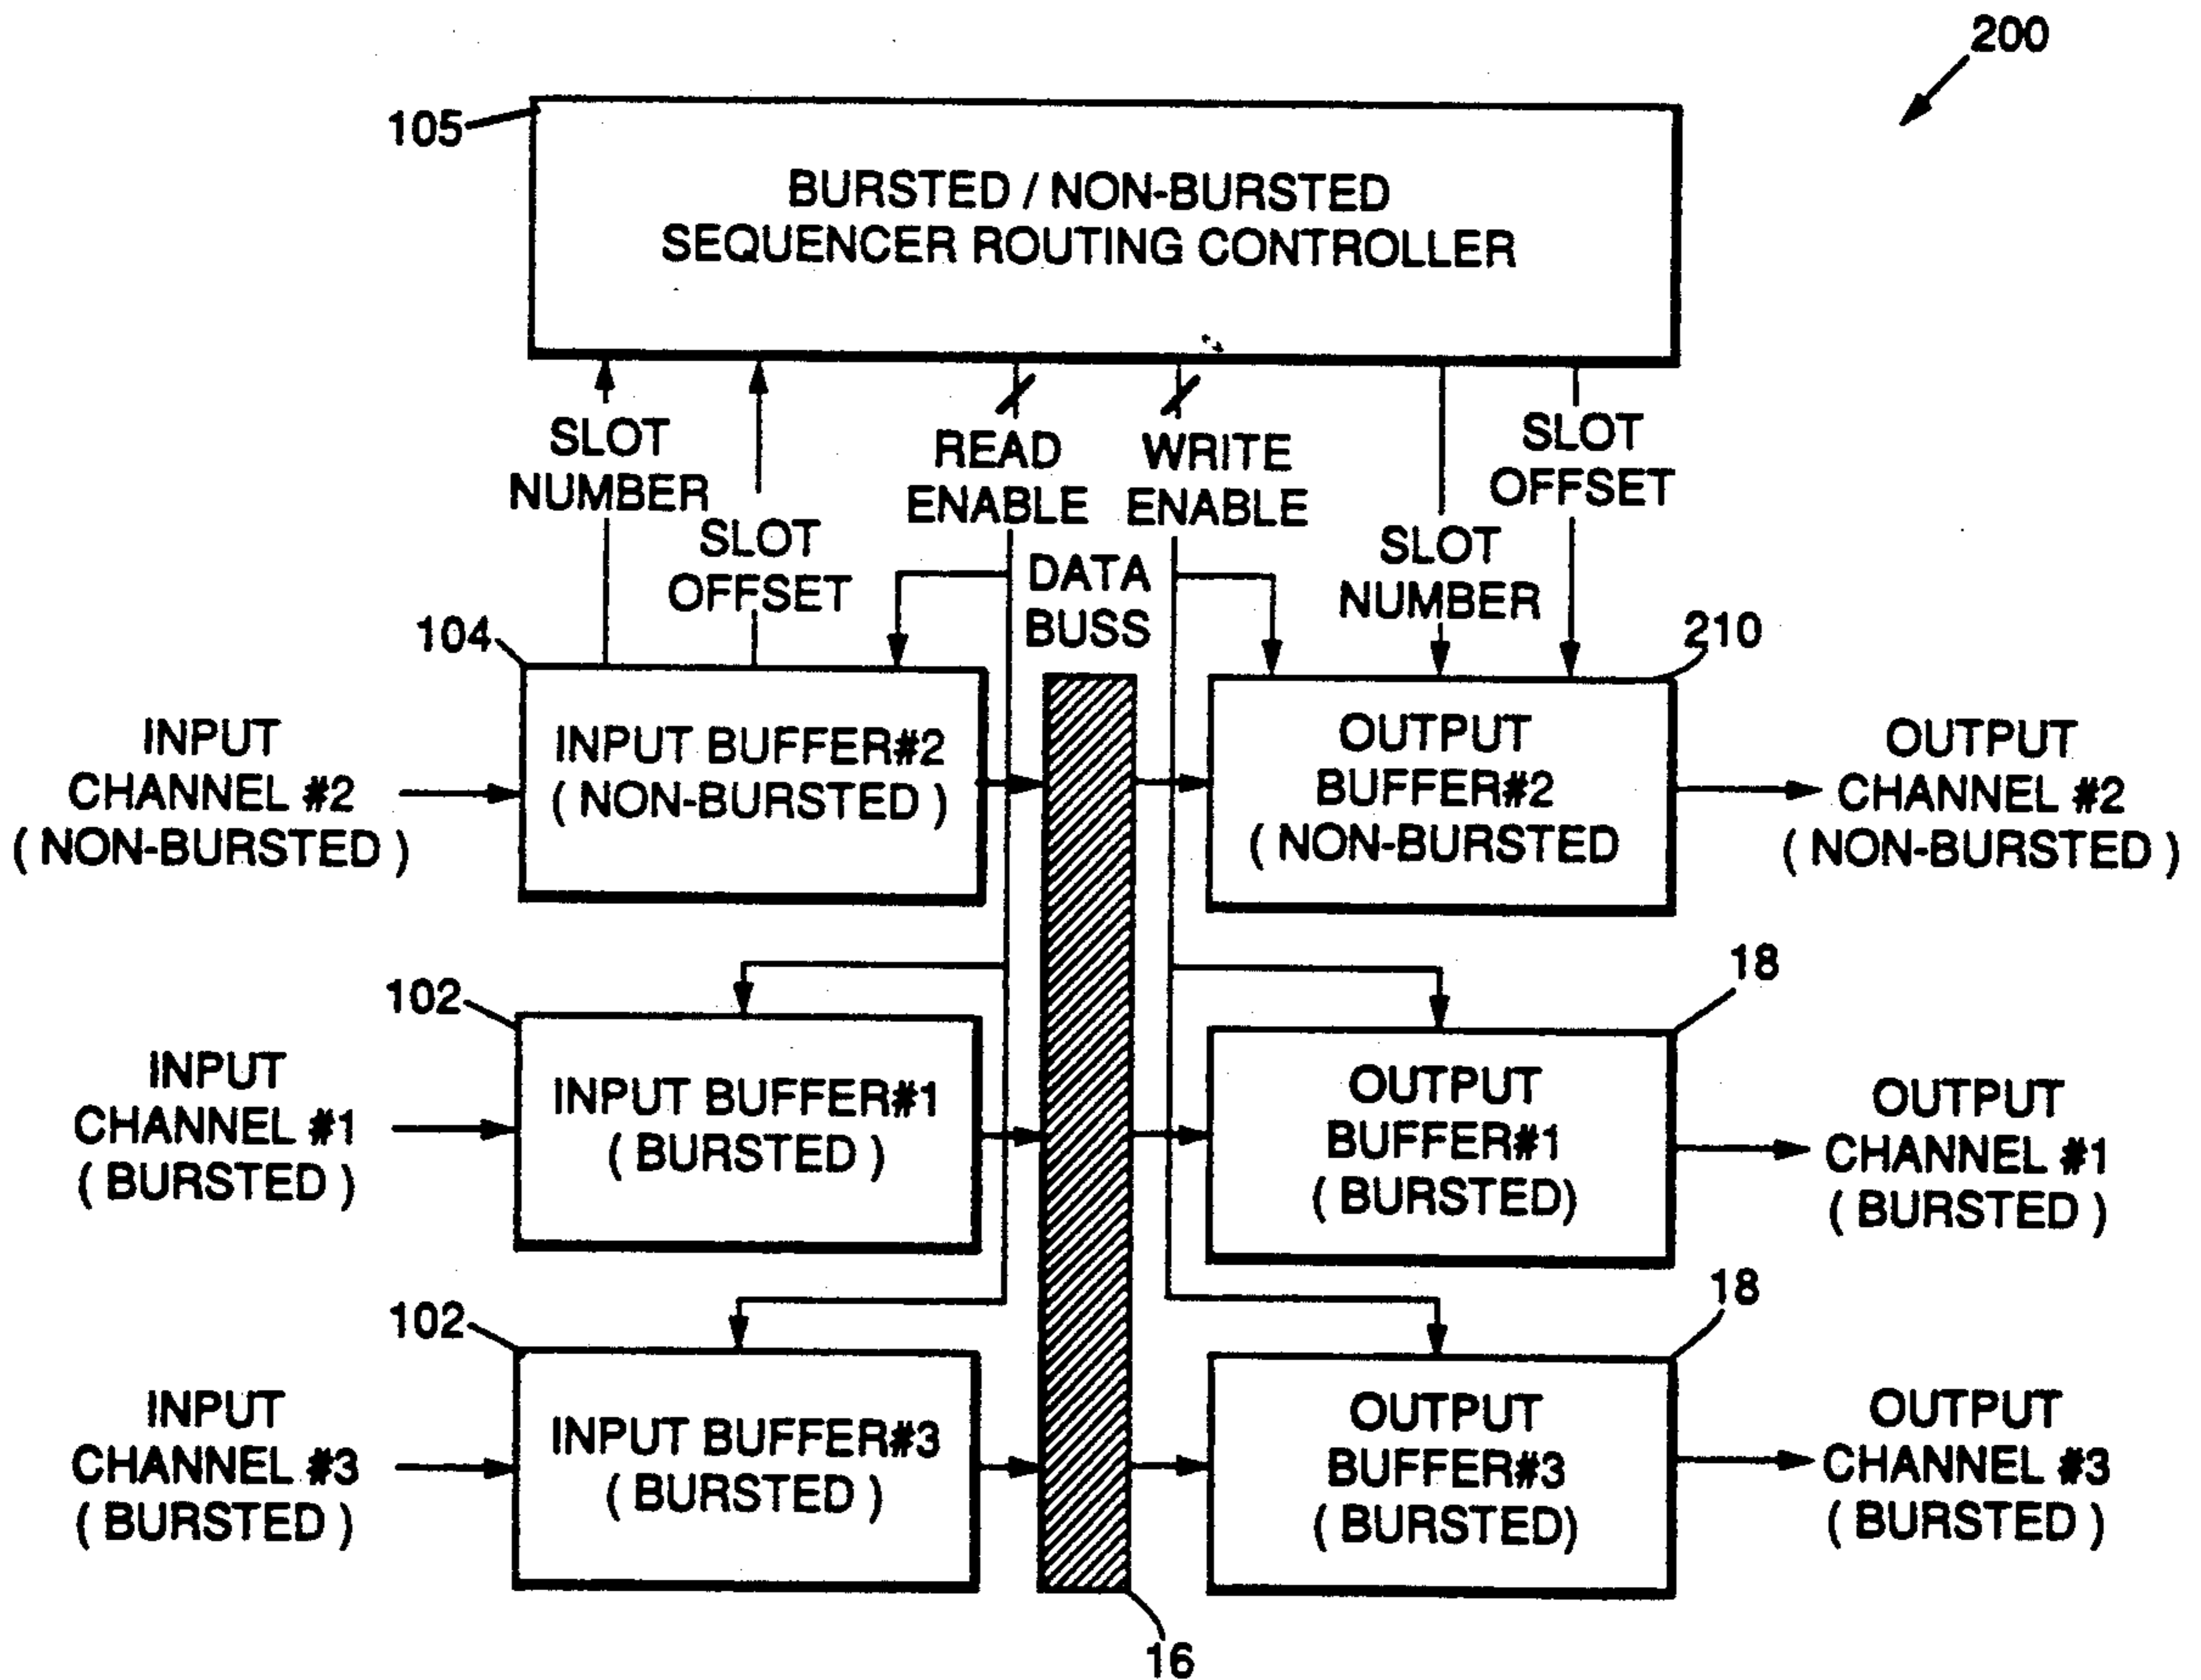 200
105
BURSTED / NON-BURSTED
SEQUENCER ROUTING CONTROLLER
SLOT
NUMBER
SLOT
OFFSET
READ
ENABLE
WRITE
ENABLE
SLOT
NUMBER
SLOT
OFFSET
DATA
BUSS
104
210
INPUT
CHANNEL #2
( NON-BURSTED )
INPUT BUFFER#2
( NON-BURSTED )
OUTPUT
BUFFER#2
( NON-BURSTED
OUTPUT
CHANNEL #2
( NON-BURSTED )
102
18
INPUT
CHANNEL #1
( BURSTED )
INPUT BUFFER#1
( BURSTED )
OUTPUT
BUFFER#1
( BURSTED)
OUTPUT
CHANNEL #1
( BURSTED )
102
18
INPUT
CHANNEL #3
( BURSTED )
INPUT BUFFER#3
( BURSTED )
OUTPUT
BUFFER#3
( BURSTED)
OUTPUT
CHANNEL #3
( BURSTED )
16